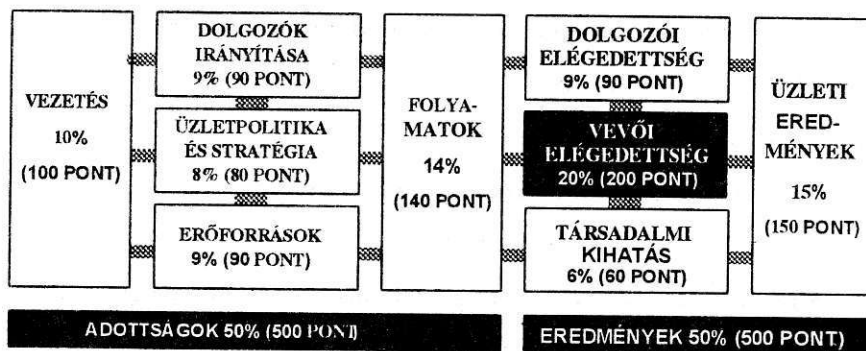 VEZETÉS
10%
(100 PONT)
DOLGOZÓK
IRÁNYÍTÁSA
9% (90 PONT)
ÜZLETPOLITIKA
ÉS STRATÉGIA
8% (80 PONT)
ERŐFORRÁSOK
9% (90 PONT)
FOLYA-
MATOK
14%
(140 PONT)
DOLGOZÓI
ELÉGEDETTSÉG
9% (90 PONT)
VEVŐI
ELÉGEDETTSÉG
20% (200 PONT)
TÁRSADALMI
KIHATÁS
6% (60 PONT)
ÜZLETI
ERED-
MÉNYEK
15%
(150 PONT)
ADOTTSÁGOK 50% (500 PONT)
EREDMÉNYEK 50% (500 PONT)